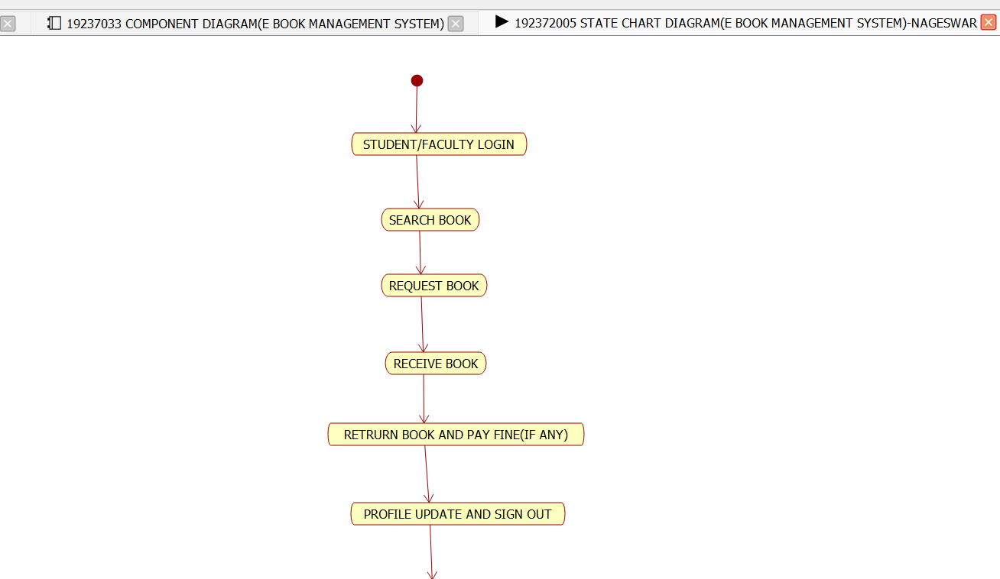 19237033 COMPONENT DIAGRAM(E BOOK MANAGEMENT SYSTEM)
192372005 STATE CHART DIAGRAM(E BOOK MANAGEMENT SYSTEM)-NAGESWAR
STUDENT/FACULTY LOGIN
SEARCH BOOK
REQUEST BOOK
RECEIVE BOOK
RETRURN BOOK AND PAY FINE(IF ANY)
PROFILE UPDATE AND SIGN OUT